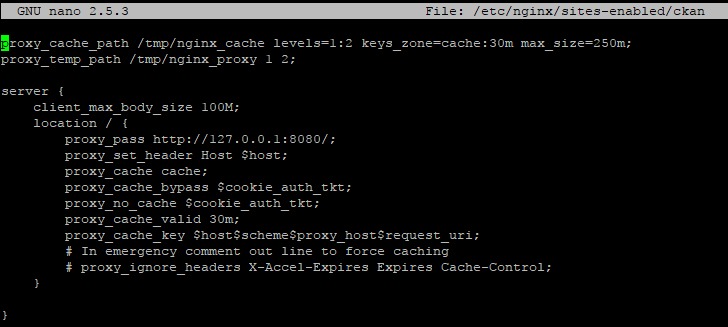 GNU nano 2.5.3 File: /etc/nginx/sites-enabled/ckan
proxy_cache_path /tmp/nginx_cache levels=1:2 keys_zone=cache:30m max_size=250m;
proxy_temp_path /tmp/nginx_proxy 1 2;
server {
    client_max_body_size 100M;
    location / {
        proxy_pass http://127.0.0.1:8080/;
        proxy_set_header Host $host;
        proxy_cache cache;
        proxy_cache_bypass $cookie_auth_tkt;
        proxy_no_cache $cookie_auth_tkt;
        proxy_cache_valid 30m;
        proxy_cache_key $host$scheme$proxy_host$request_uri;
        # In emergency comment out line to force caching
        # proxy_ignore_headers X-Accel-Expires Expires Cache-Control;
    }
}